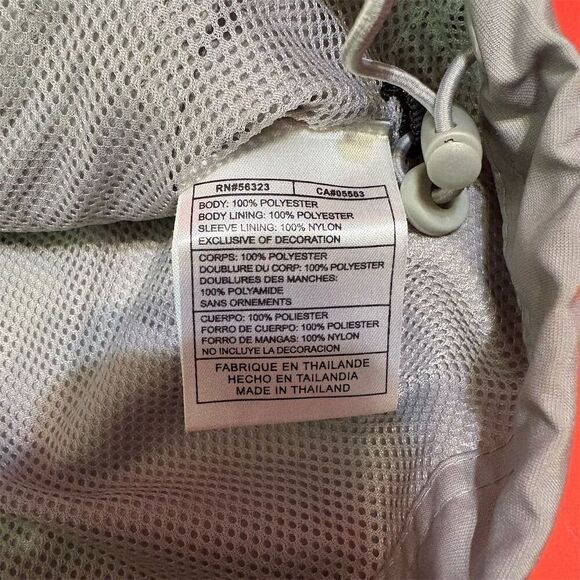 RN#56323 CA#05553
BODY: 100% POLYESTER
BODY LINING: 100% POLYESTER
SLEEVE LINING: 100% NYLON
EXCLUSIVE OF DECORATION
CORPS: 100% POLYESTER
DOUBLURE DU CORP: 100% POLYESTER
DOUBLURES DES MANCHES:
100% POLYAMIDE
SANS ORNEMENTS
CUERPO: 100% POLIESTER
FORRO DE CUERPO: 100% POLIESTER
FORRO DE MANGAS: 100% NYLON
NO INCLUYE LA DECORACION
FABRIQUE EN THAILANDE
HECHO EN TAILANDIA
MADE IN THAILAND